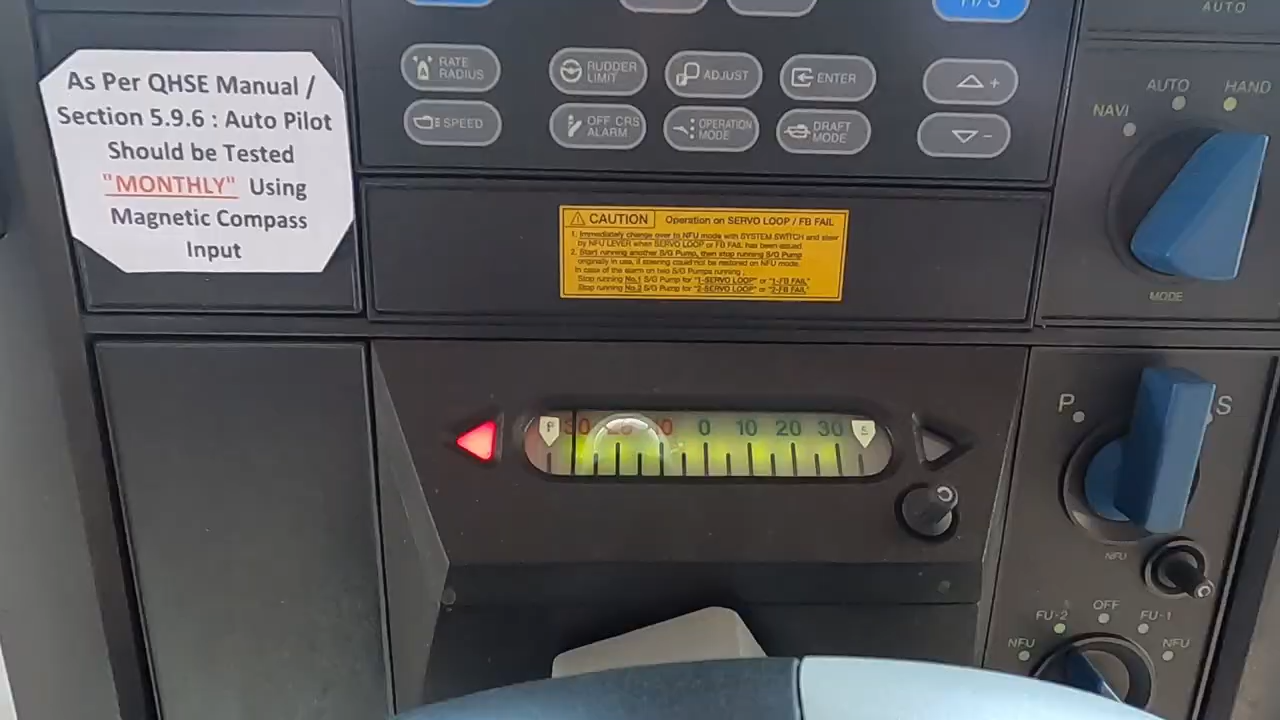 H/S
AUTO
RATE RADIUS
RUDDER LIMIT
ADJUST
ENTER
+
SPEED
OFF CRS ALARM
OPERATION MODE
DRAFT MODE
-
As Per QHSE Manual /
Section 5.9.6 : Auto Pilot
Should be Tested
"MONTHLY" Using
Magnetic Compass
Input
NAVI
AUTO
HAND
MODE
CAUTION Operation on SERVO LOOP / FB FAIL
1. Immediately change over to NFU mode with SYSTEM SWITCH and steer
by NFU LEVER when SERVO LOOP or FB FAIL has been issued.
2. Start running another S/G Pump, then stop running S/G Pump
originally in use, if steering could not be restored on NFU mode.
In case of the alarm on two S/G Pumps running ;
Stop running No.1 S/G Pump for "1-SERVO LOOP" or "1-FB FAIL"
Stop running No.2 S/G Pump for "2-SERVO LOOP" or "2-FB FAIL"
P 30 20 0 10 20 30 S
P
S
NFU
NFU
FU-2
OFF
FU-1
NFU